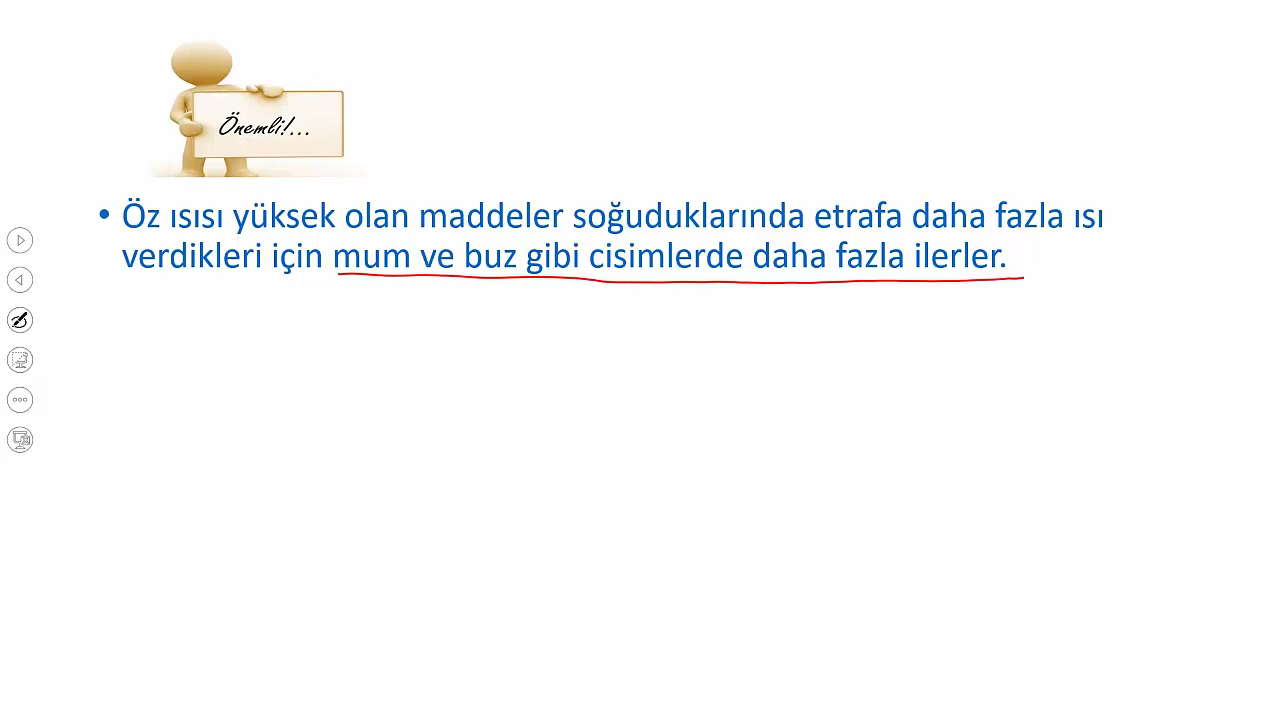 Önemli!...
• Öz ısısı yüksek olan maddeler soğuduklarında etrafa daha fazla ısı
verdikleri için mum ve buz gibi cisimlerde daha fazla ilerler.